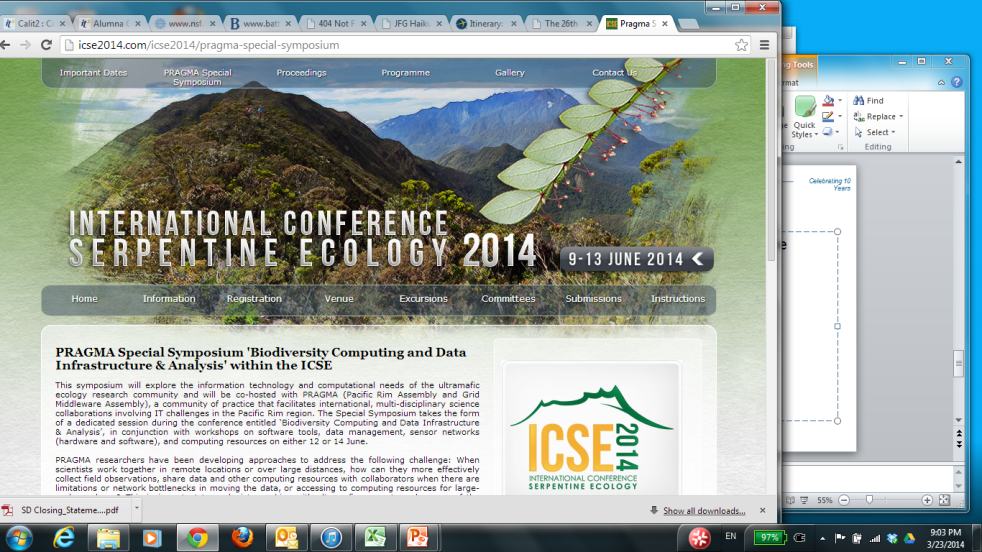 Calit2 : C
Alumna C
www.nsf.
www.batt
404 Not F
JFG Haiku
Itinerary:
The 26th
Pragma S
icse2014.com/icse2014/pragma-special-symposium
Important Dates
PRAGMA Special
Symposium
Proceedings
Programme
Gallery
Contact Us
INTERNATIONAL CONFERENCE
SERPENTINE ECOLOGY 2014
9-13 JUNE 2014
Home
Information
Registration
Venue
Excursions
Committees
Submissions
Instructions
PRAGMA Special Symposium 'Biodiversity Computing and Data
Infrastructure & Analysis' within the ICSE
This symposium will explore the information technology and computational needs of the ultramafic
ecology research community and will be co-hosted with PRAGMA (Pacific Rim Assembly and Grid
Middleware Assembly), a community of practice that facilitates international, multi-disciplinary science
collaborations involving IT challenges in the Pacific Rim region. The Special Symposium takes the form
of a dedicated session during the conference entitled 'Biodiversity Computing and Data Infrastructure
& Analysis', in conjunction with workshops on software tools, data management, sensor networks
(hardware and software), and computing resources on either 12 or 14 June.
PRAGMA researchers have been developing approaches to address the following challenge: When
scientists work together in remote locations or over large distances, how can they more effectively
collect field observations, share data and other computing resources with collaborators when there are
limitations or network bottlenecks in moving the data, or accessing to computing resources for large-
ICSE 2014
INTERNATIONAL CONFERENCE
SERPENTINE ECOLOGY
ng Tools
rmat
Quick
Styles
Find
Replace
Select
Editing
Celebrating 10
Years
55%
SD Closing_Stateme....pdf
Show all downloads...
EN
97%
9:03 PM
3/23/2014